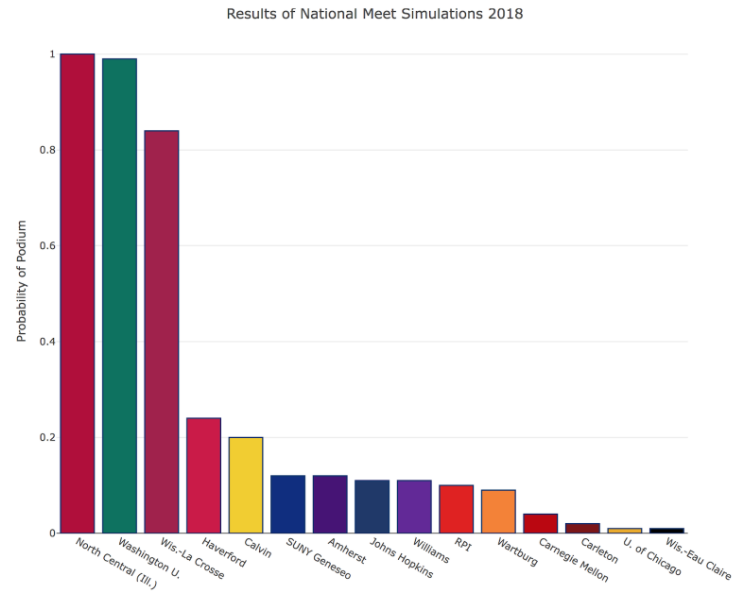 Results of National Meet Simulations 2018
Probability of Podium
1
0.8
0.6
0.4
0.2
0
North Central (Ill.)
Washington U.
Wis.-La Crosse
Haverford
Calvin
SUNY Geneseo
Amherst
Johns Hopkins
Williams
RPI
Wartburg
Carnegie Mellon
Carleton
U. of Chicago
Wis.-Eau Claire